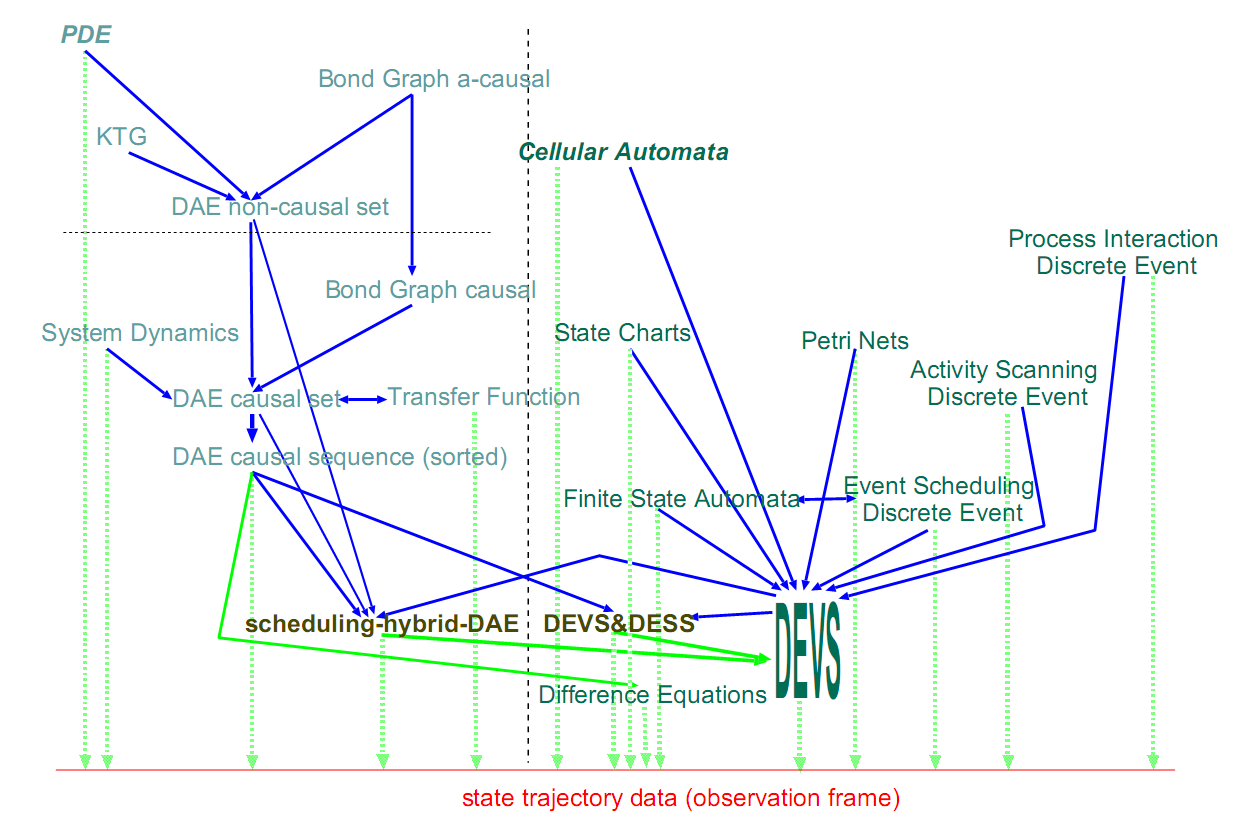 PDE
Bond Graph a-causal
KTG
Cellular Automata
DAE non-causal set
Process Interaction
Discrete Event
Bond Graph causal
System Dynamics
State Charts
Petri Nets
Activity Scanning
Discrete Event
DAE causal set
Transfer Function
DAE causal sequence (sorted)
Finite State Automata
Event Scheduling
Discrete Event
scheduling-hybrid-DAE
DEVS&DESS
DEVS
Difference Equations
state trajectory data (observation frame)